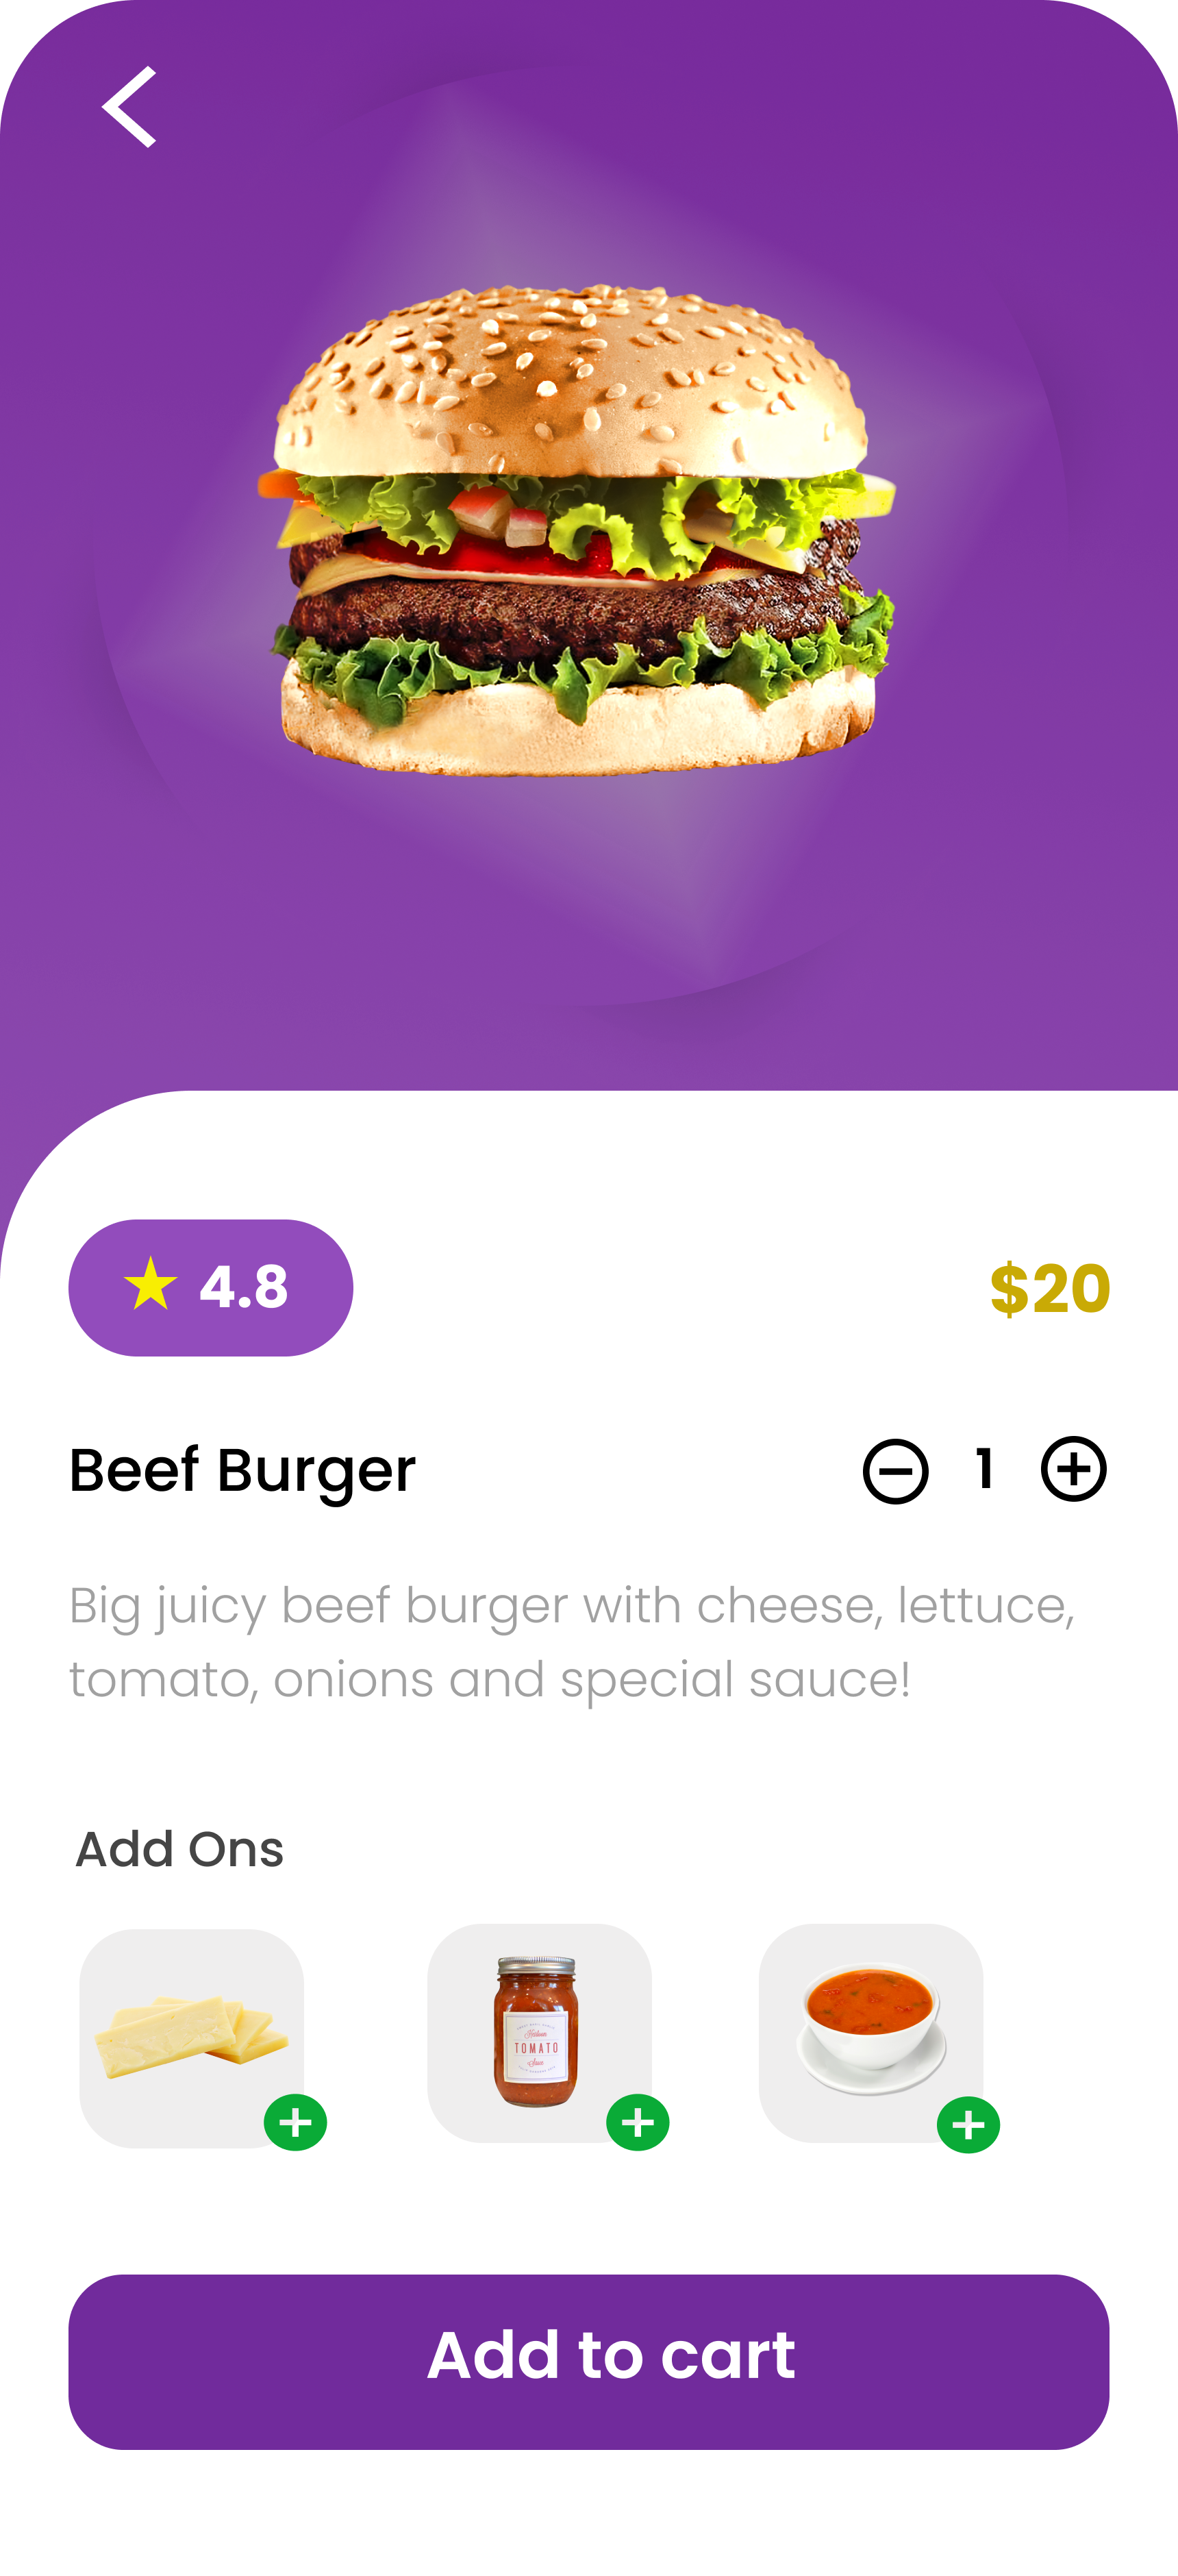 4.8
$20
Beef Burger
1
Big juicy beef burger with cheese, lettuce,
tomato, onions and special sauce!
Add Ons
TOMATO
Sauce
Add to cart